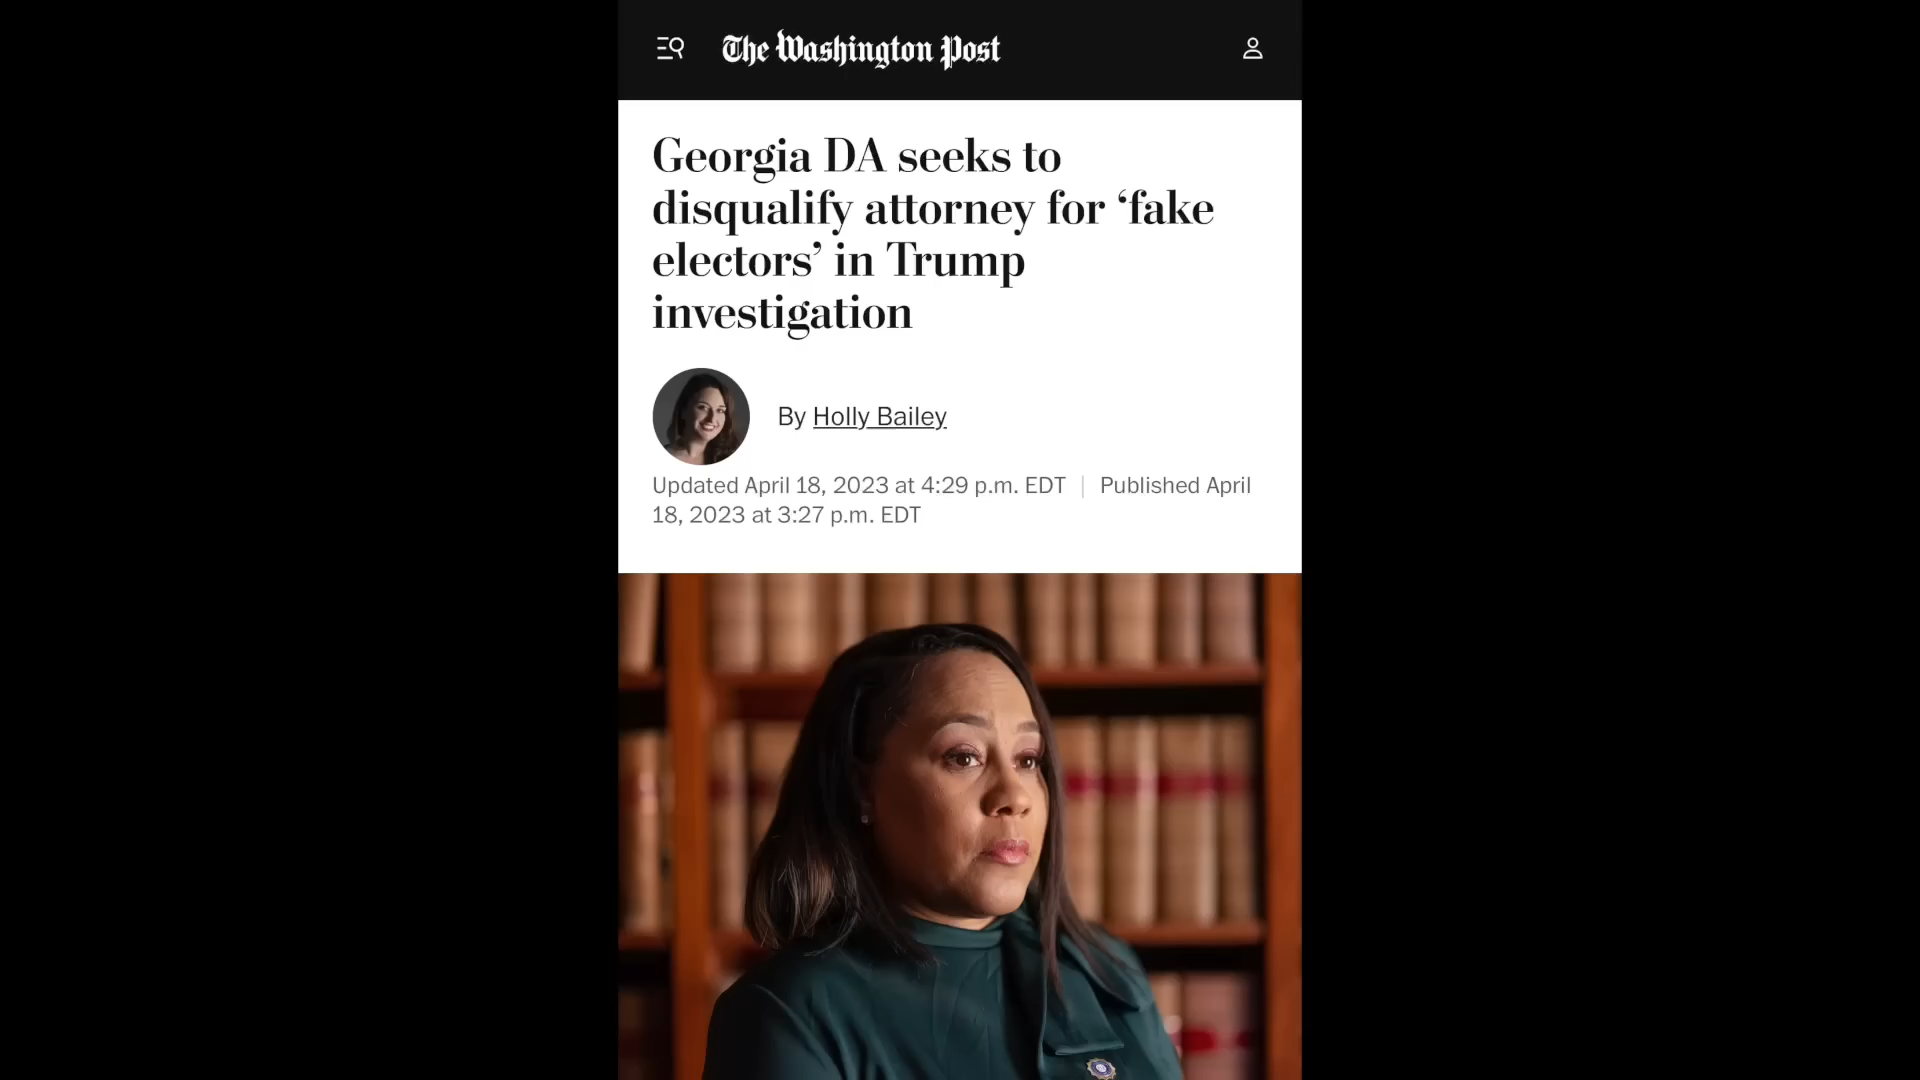 The Washington Post
Georgia DA seeks to
disqualify attorney for ‘fake
electors’ in Trump
investigation
By Holly Bailey
Updated April 18, 2023 at 4:29 p.m. EDT | Published April
18, 2023 at 3:27 p.m. EDT